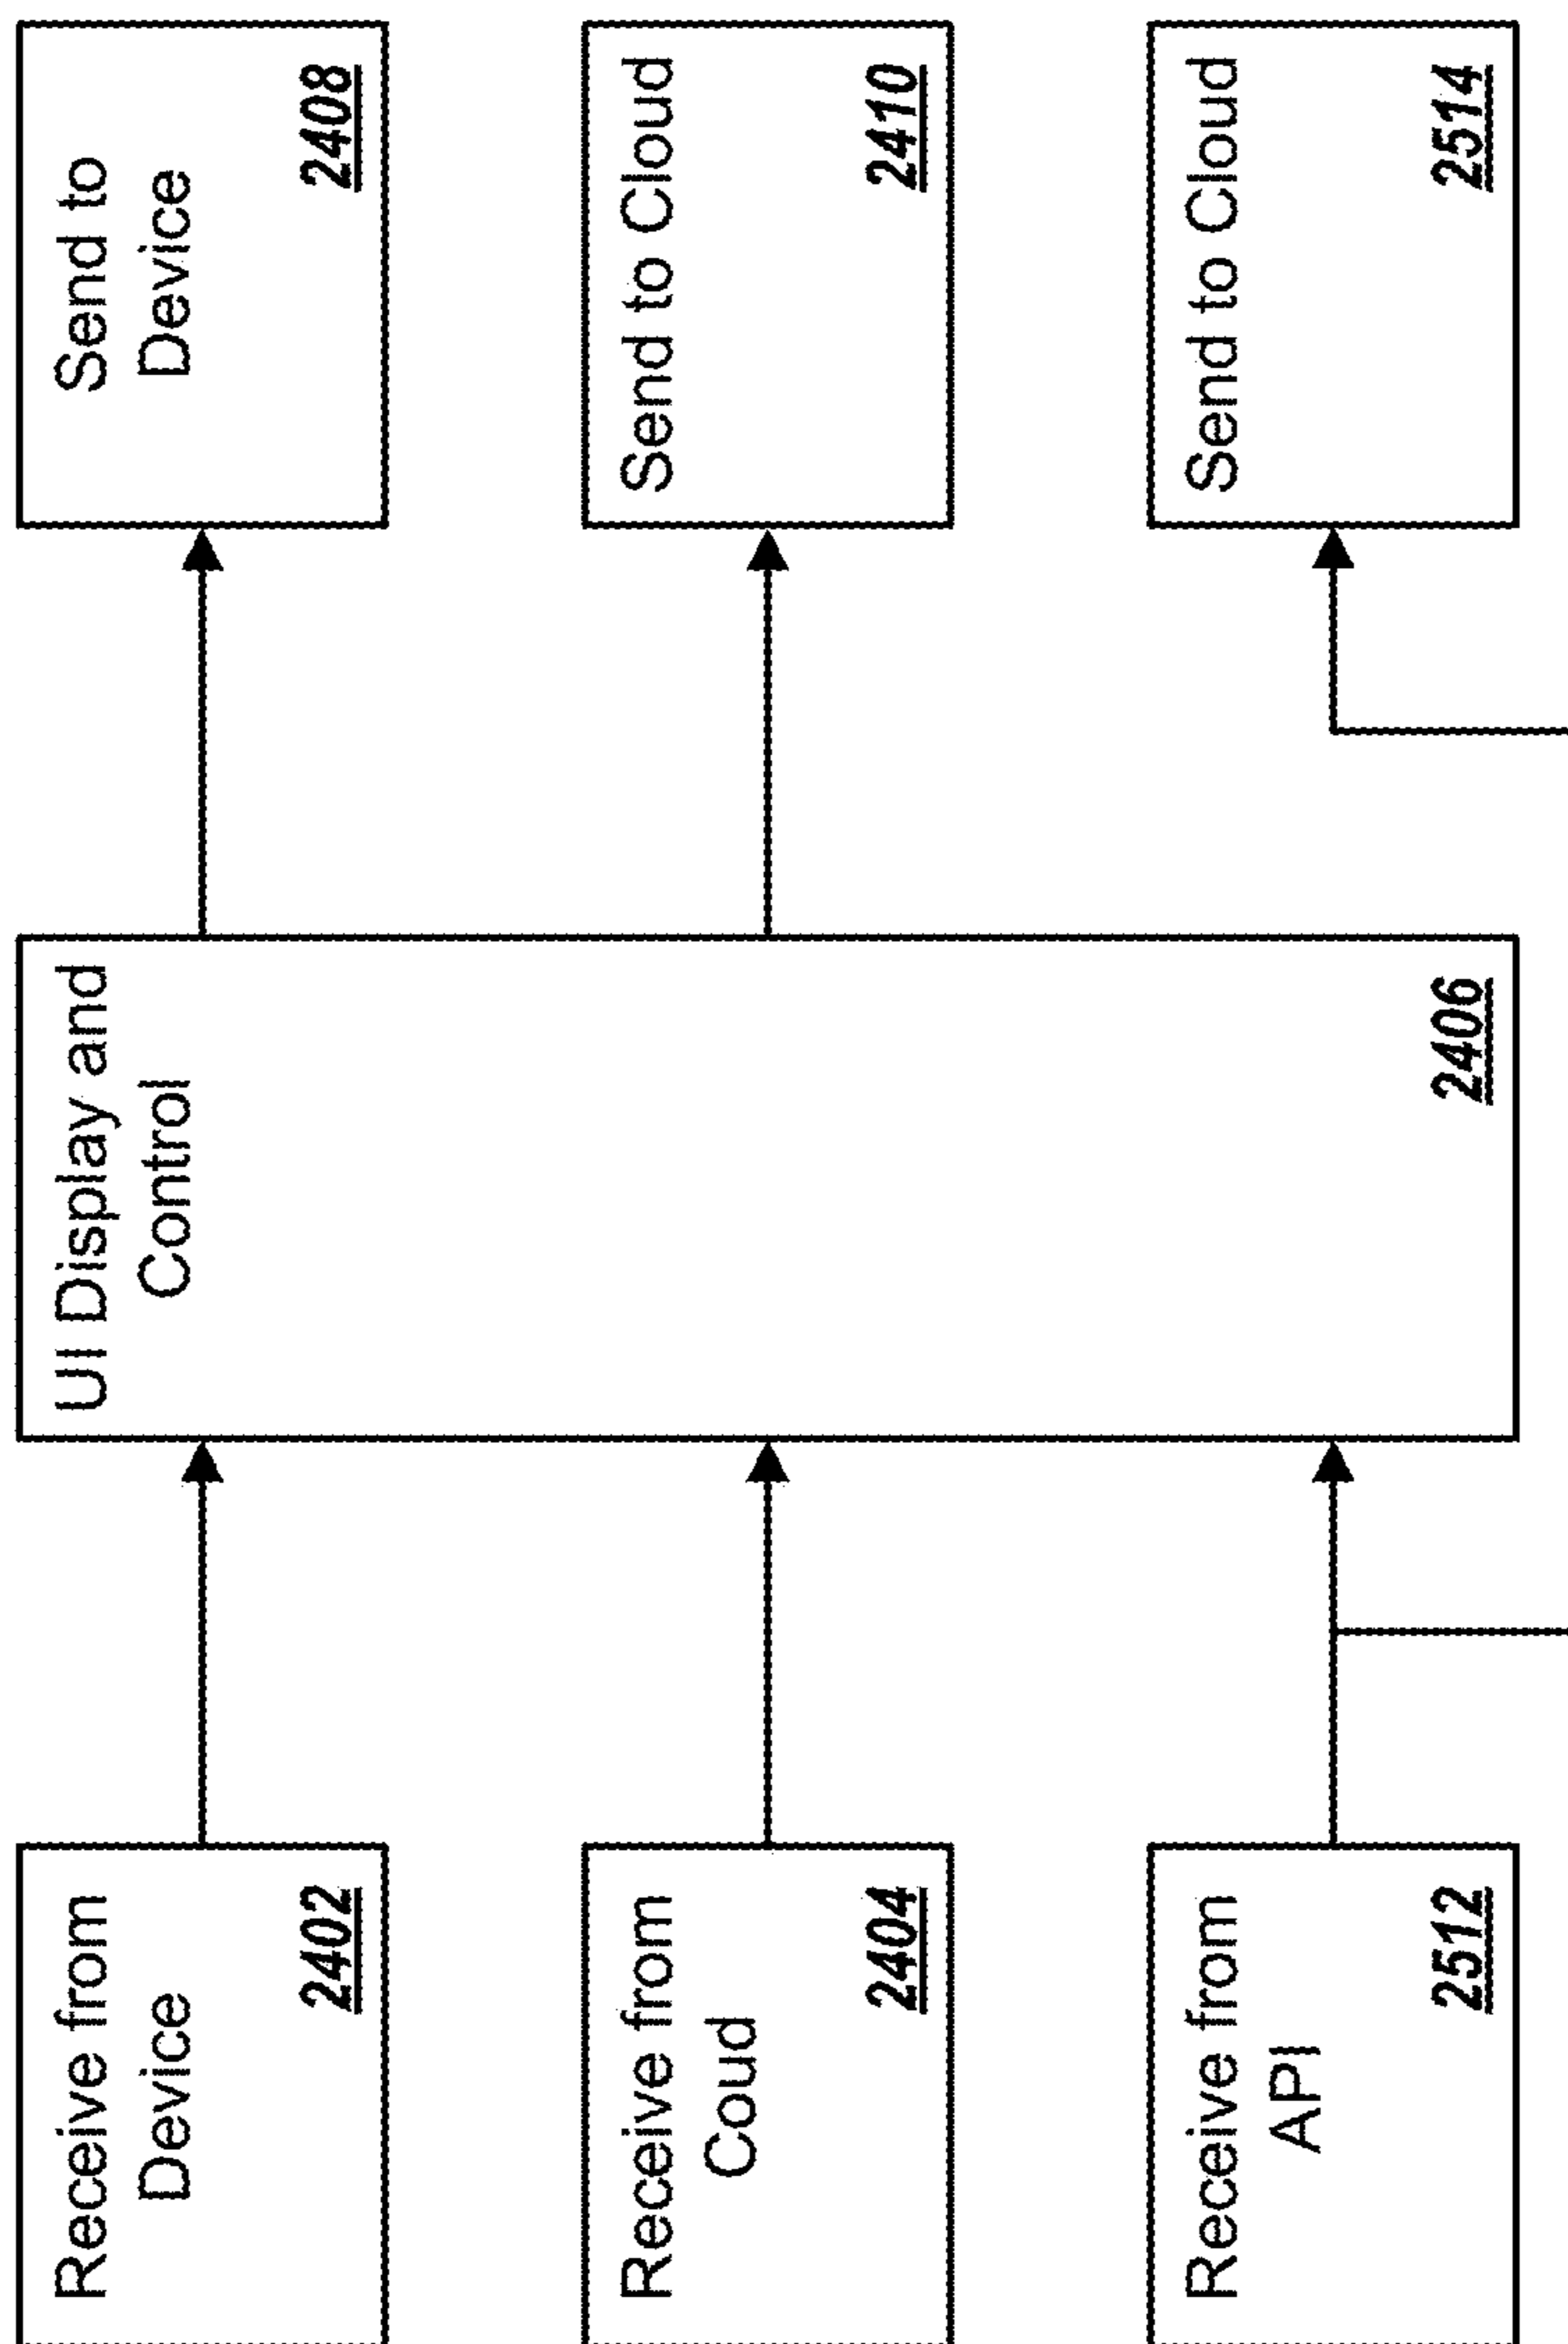 Receive from
Device
2402
UI Display and
Control
2406
Send to
Device
2408
Receive from
Coud
2404
Send to Cloud
2410
Receive from
API
2512
Send to Cloud
2514